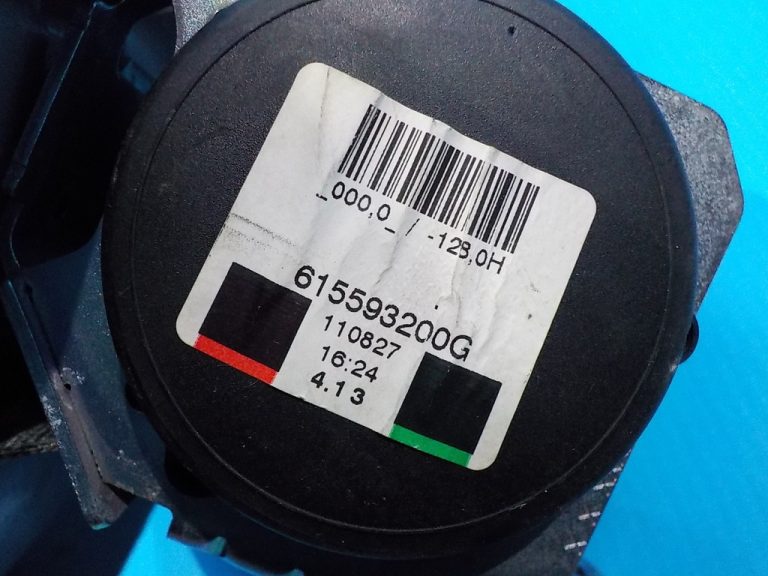 _000,0_ / -128,0H
615593200G
110827
16:24
4.13